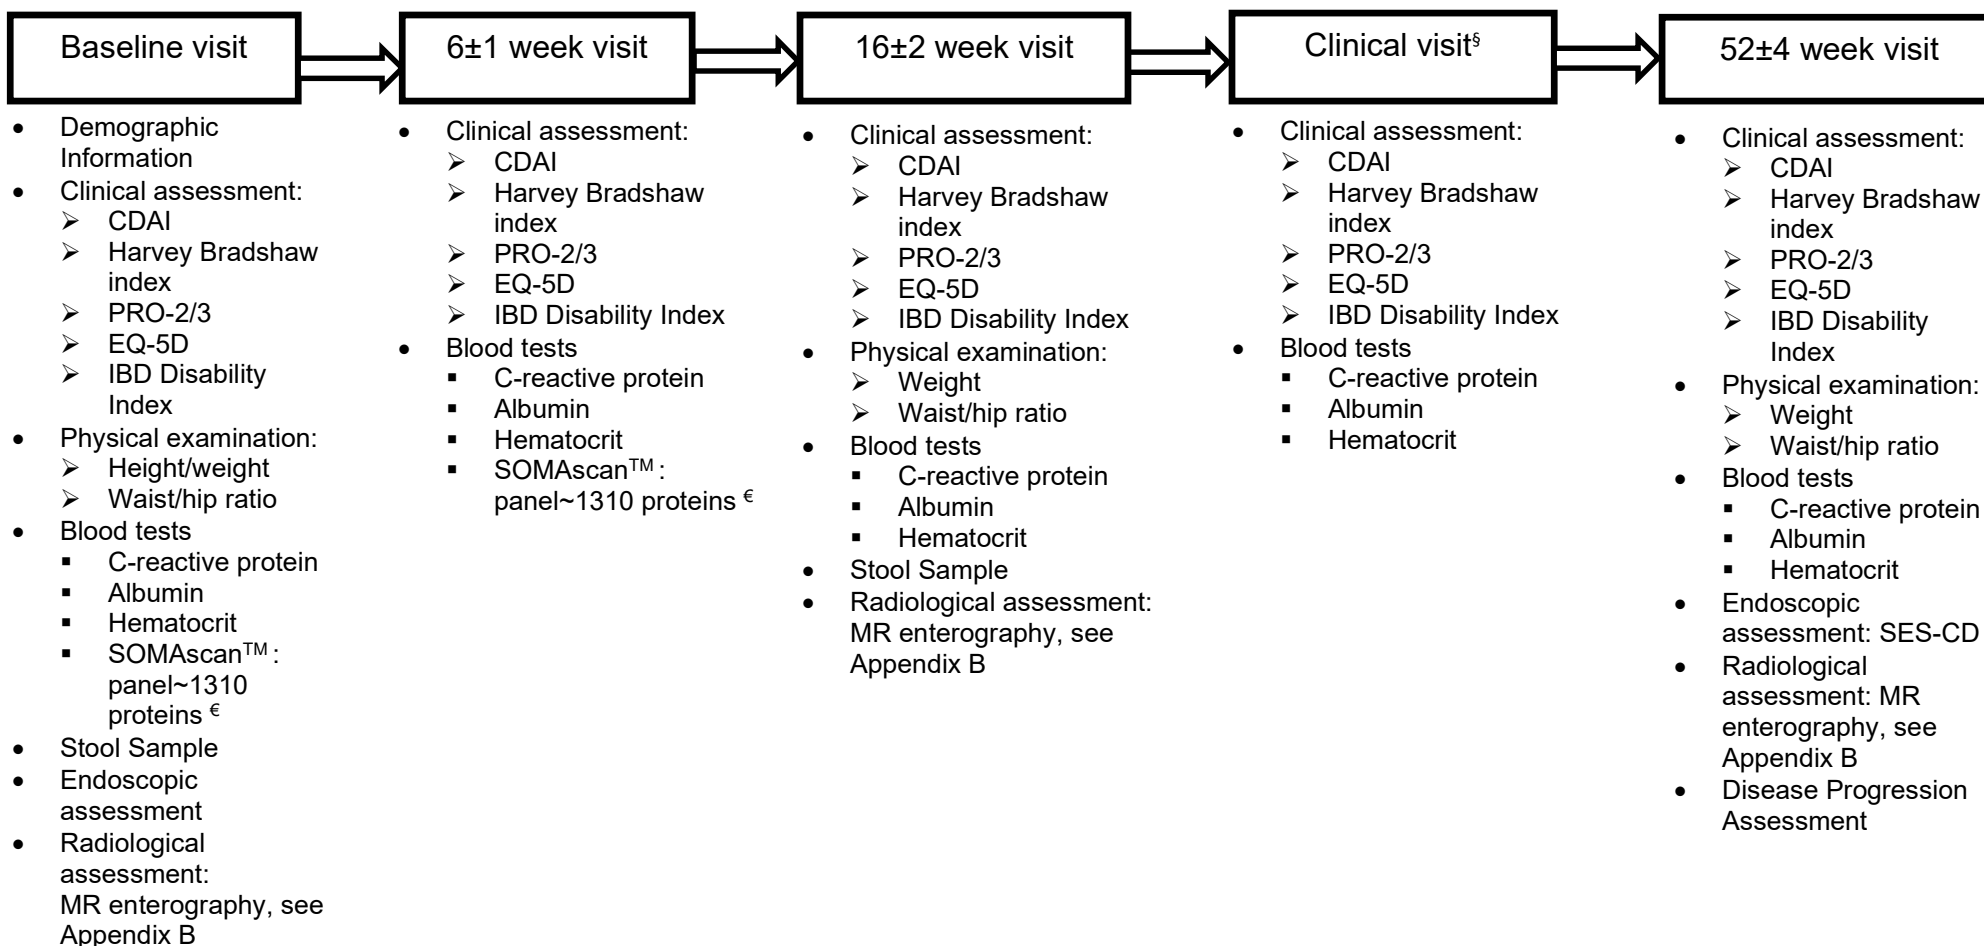 Baseline visit
• Demographic
Information
• Clinical assessment:
➢ CDAI
➢ Harvey Bradshaw
index
➢ PRO-2/3
➢ EQ-5D
➢ IBD Disability
Index
• Physical examination:
➢ Height/weight
➢ Waist/hip ratio
• Blood tests
▪ C-reactive protein
▪ Albumin
▪ Hematocrit
▪ SOMAscan™ :
panel~1310
proteins €
• Stool Sample
• Endoscopic
assessment
• Radiological
assessment:
MR enterography, see
Appendix B
6±1 week visit
• Clinical assessment:
➢ CDAI
➢ Harvey Bradshaw
index
➢ PRO-2/3
➢ EQ-5D
➢ IBD Disability Index
• Blood tests
▪ C-reactive protein
▪ Albumin
▪ Hematocrit
▪ SOMAscan™ :
panel~1310 proteins €
16±2 week visit
• Clinical assessment:
➢ CDAI
➢ Harvey Bradshaw
index
➢ PRO-2/3
➢ EQ-5D
➢ IBD Disability Index
• Physical examination:
➢ Weight
➢ Waist/hip ratio
• Blood tests
▪ C-reactive protein
▪ Albumin
▪ Hematocrit
• Stool Sample
• Radiological assessment:
MR enterography, see
Appendix B
Clinical visit§
• Clinical assessment:
➢ CDAI
➢ Harvey Bradshaw
index
➢ PRO-2/3
➢ EQ-5D
➢ IBD Disability Index
• Blood tests
▪ C-reactive protein
▪ Albumin
▪ Hematocrit
52±4 week visit
• Clinical assessment:
➢ CDAI
➢ Harvey Bradshaw
index
➢ PRO-2/3
➢ EQ-5D
➢ IBD Disability
Index
• Physical examination:
➢ Weight
➢ Waist/hip ratio
• Blood tests
▪ C-reactive protein
▪ Albumin
▪ Hematocrit
• Endoscopic
assessment: SES-CD
• Radiological
assessment: MR
enterography, see
Appendix B
• Disease Progression
Assessment